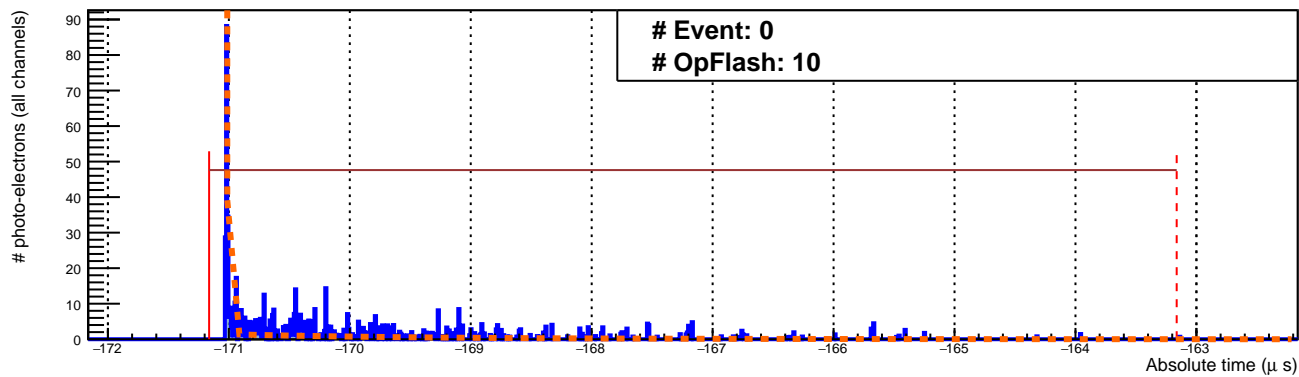 # Event: 0
# OpFlash: 10
# photo-electrons (all channels)
90
80
70
60
50
40
30
20
10
0
−172 −171 −170 −169 −168 −167 −166 −165 −164 −163
Absolute time (μ s)